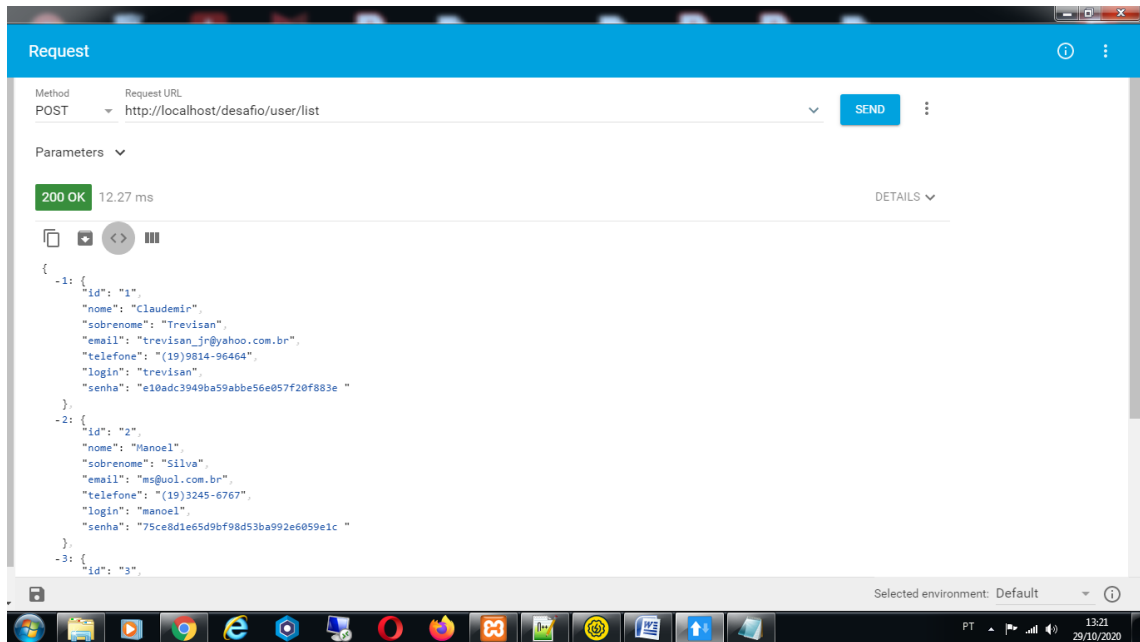 Request
Method
Request URL
POST
http://localhost/desafio/user/list
SEND
Parameters
200 OK
12.27 ms
DETAILS
{
-1: {
"id": "1",
"nome": "Claudemir",
"sobrenome": "Trevisan",
"email": "trevisan_jr@yahoo.com.br",
"telefone": "(19)9814-96464",
"login": "trevisan",
"senha": "e10adc3949ba59abbe56e057f20f883e "
},
-2: {
"id": "2",
"nome": "Manoel",
"sobrenome": "Silva",
"email": "ms@uol.com.br",
"telefone": "(19)3245-6767",
"login": "manoel",
"senha": "75ce8d1e65d9bf98d53ba992e6059e1c "
},
-3: {
"id": "3",
Selected environment: Default
PT
13:21
29/10/2020